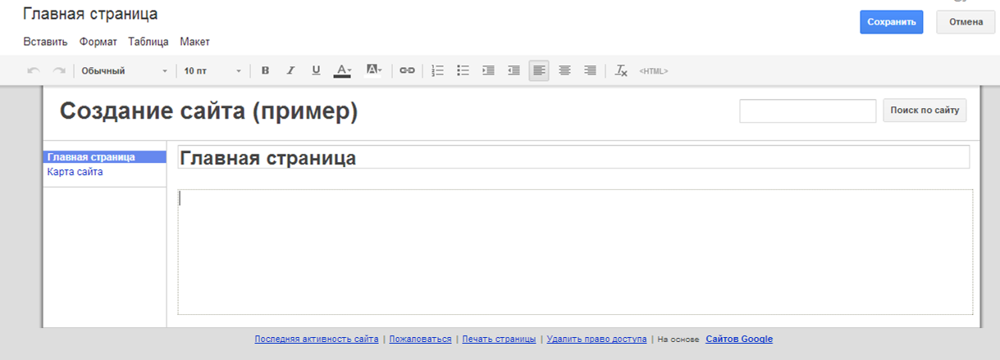 Главная страница
Сохранить
Отмена
Вставить Формат Таблица Макет
Обычный 10 пт B I U A A Tx <HTML>
Создание сайта (пример)
Поиск по сайту
Главная страница
Карта сайта
Главная страница
Последняя активность сайта | Пожаловаться | Печать страницы | Удалить право доступа | На основе Сайтов Google